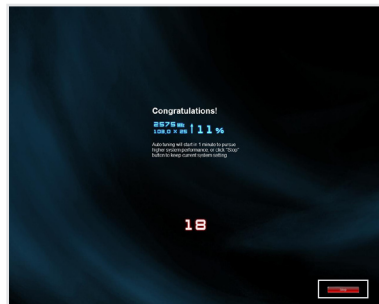 Congratulations!
2575 MHz
103.0 x 25 11%
Auto tuning will start in 1 minute to pursue
higher system performance, or click "Stop"
button to keep current system setting.
18
Stop